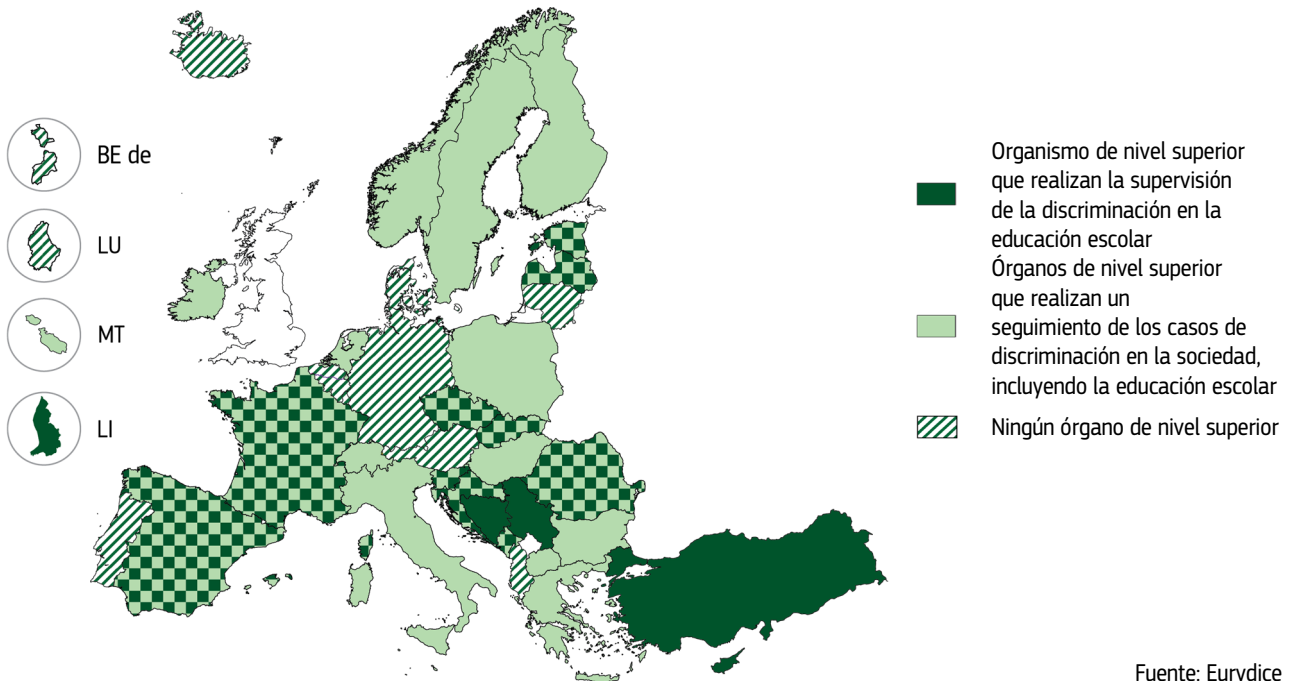 BE de
LU
MT
LI
Organismo de nivel superior
que realizan la supervisión
de la discriminación en la
educación escolar
Órganos de nivel superior
que realizan un
seguimiento de los casos de
discriminación en la sociedad,
incluyendo la educación escolar
Ningún órgano de nivel superior
Fuente: Eurydice